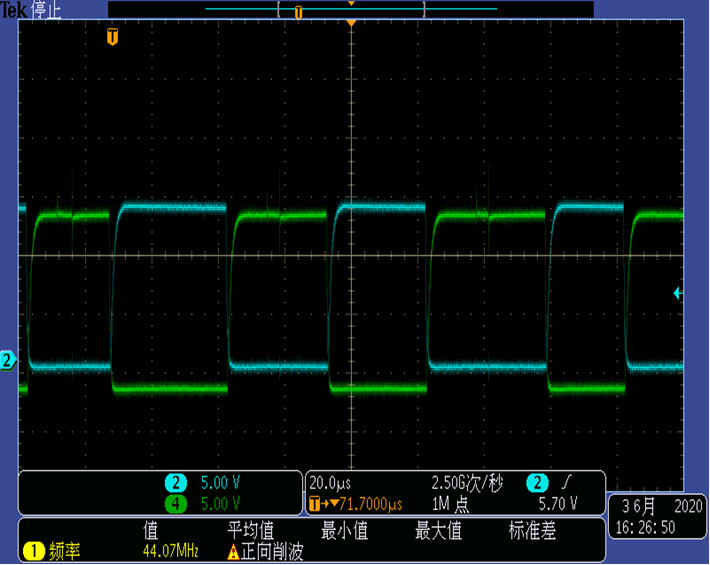 Tek 停止
T
T
2
2 5.00 V
4 5.00 V
20.0μs 2.50G次/秒 2
T→▼71.7000μs 1M 点 5.70 V
3 6月 2020
16:26:50
值 平均值 最小值 最大值 标准差
1 频率 44.07MHz 正向削波